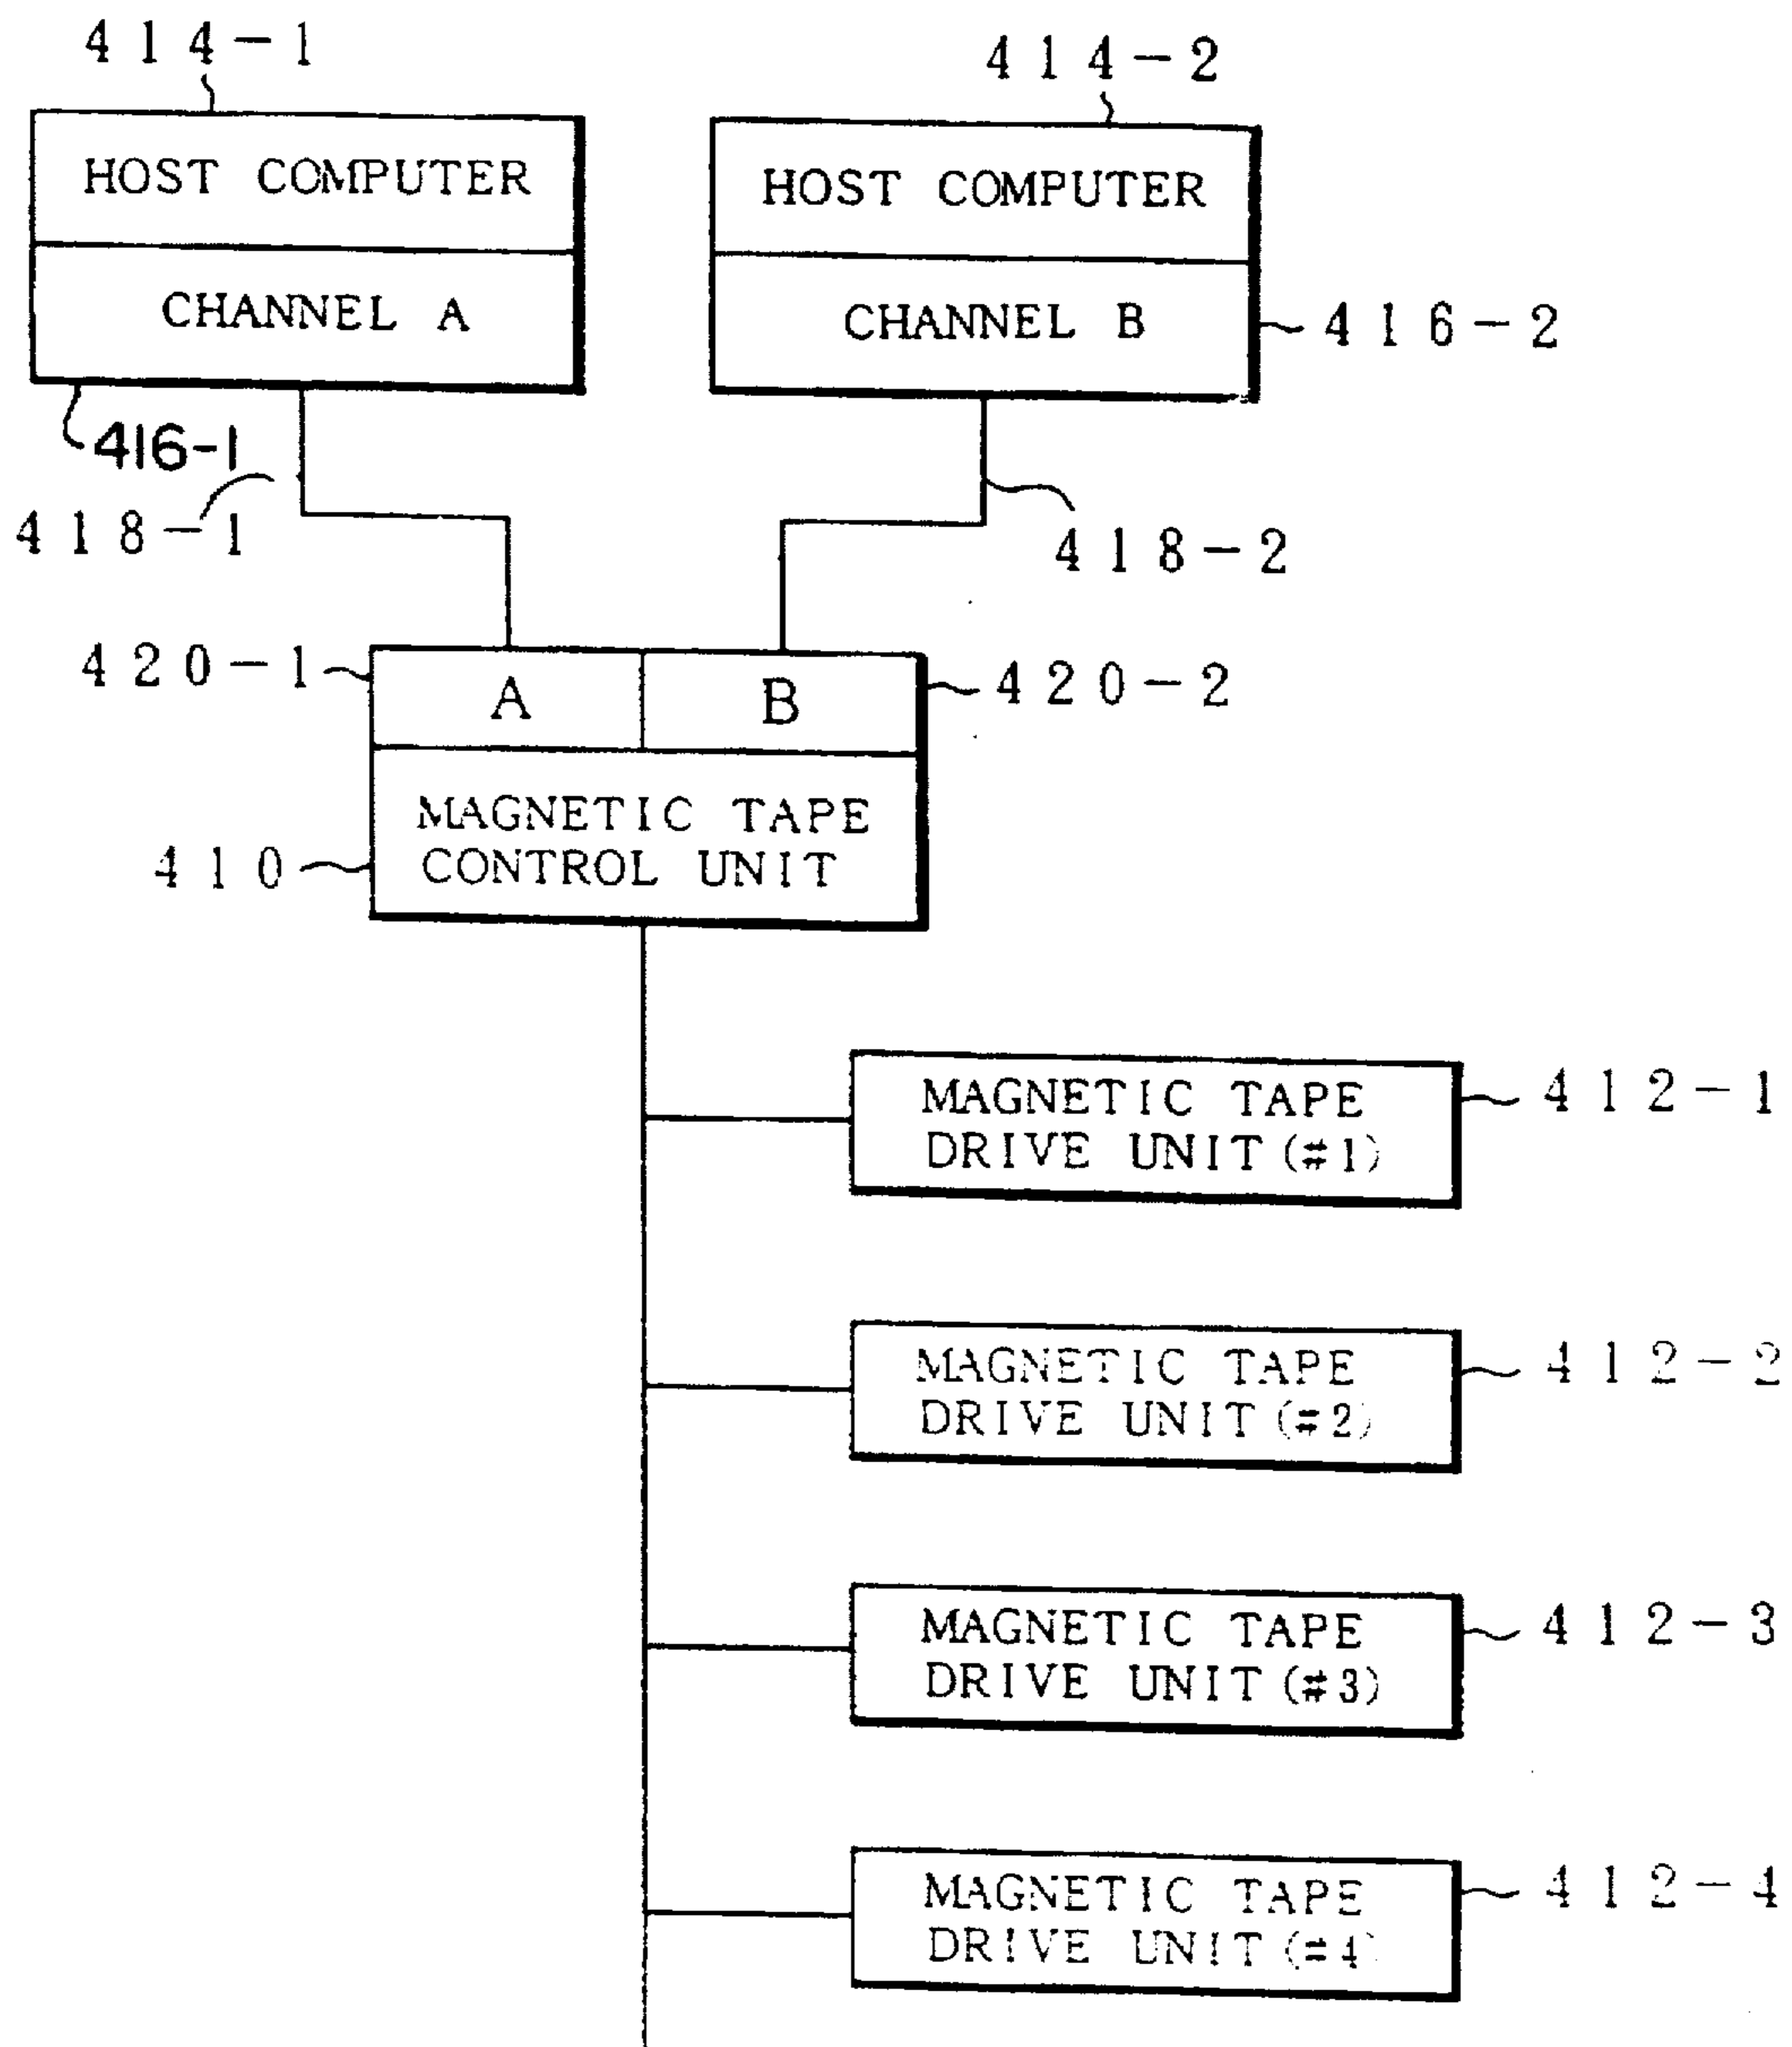 414-1
414-2
HOST COMPUTER
HOST COMPUTER
CHANNEL A
CHANNEL B
416-2
416-1
418-1
418-2
420-1
A
B
420-2
MAGNETIC TAPE
CONTROL UNIT
410
MAGNETIC TAPE
DRIVE UNIT (#1)
412-1
MAGNETIC TAPE
DRIVE UNIT (#2)
412-2
MAGNETIC TAPE
DRIVE UNIT (#3)
412-3
MAGNETIC TAPE
DRIVE UNIT (#4)
412-4